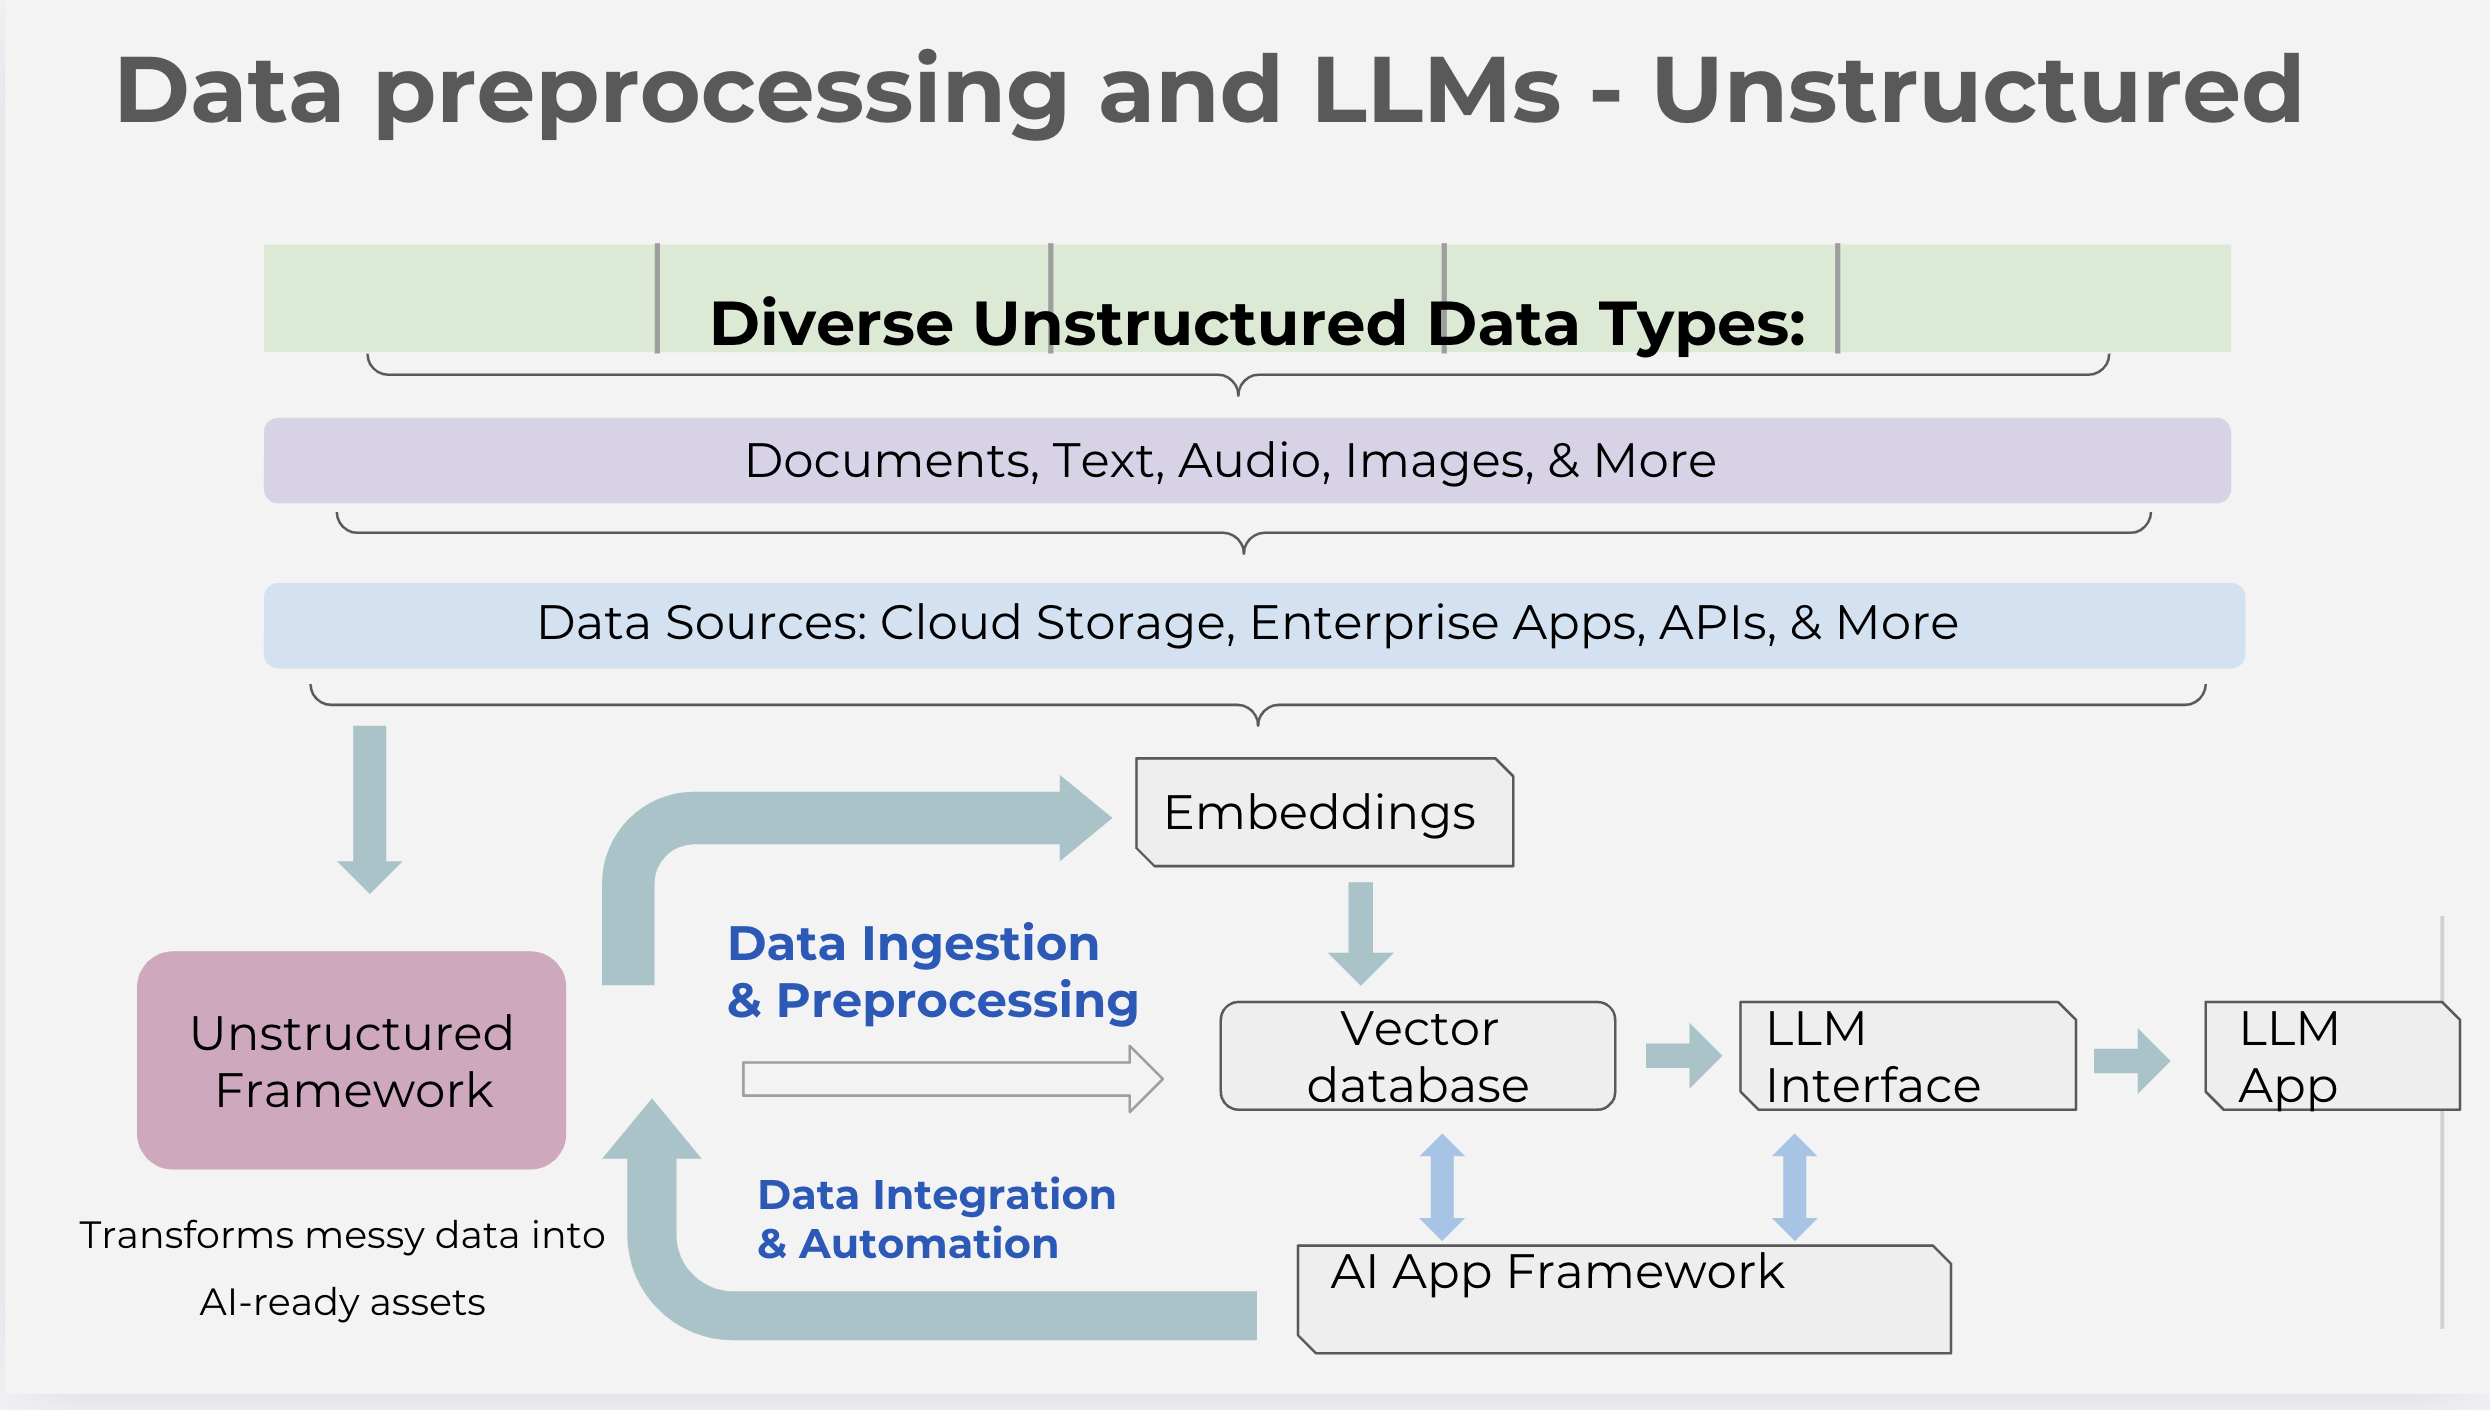 Data preprocessing and LLMs - Unstructured
Diverse Unstructured Data Types:
Documents, Text, Audio, Images, & More
Data Sources: Cloud Storage, Enterprise Apps, APIs, & More
Embeddings
Data Ingestion
& Preprocessing
Unstructured
Framework
Vector
database
LLM
Interface
LLM
App
Transforms messy data into
AI-ready assets
Data Integration
& Automation
AI App Framework